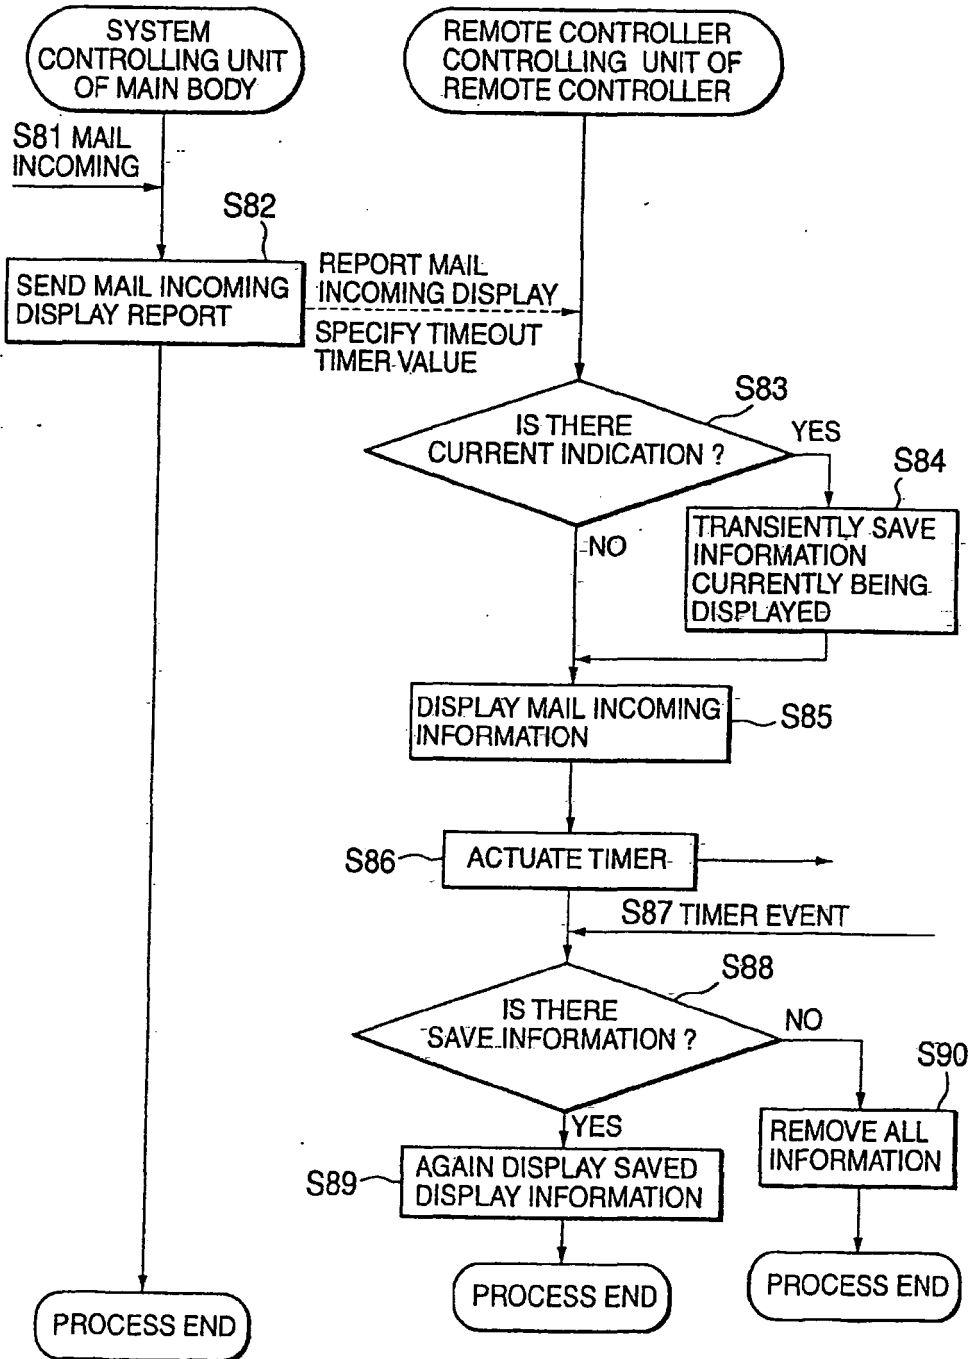 SYSTEM
CONTROLLING UNIT
OF MAIN BODY
REMOTE CONTROLLER
CONTROLLING UNIT OF
REMOTE CONTROLLER
S81 MAIL
INCOMING
S82
SEND MAIL INCOMING
DISPLAY REPORT
REPORT MAIL
INCOMING DISPLAY
SPECIFY TIMEOUT
TIMER VALUE
S83
IS THERE
CURRENT INDICATION ?
YES
S84
TRANSIENTLY SAVE
INFORMATION
CURRENTLY BEING
DISPLAYED
NO
DISPLAY MAIL INCOMING
INFORMATION
S85
S86
ACTUATE TIMER
S87 TIMER EVENT
S88
IS THERE
SAVE INFORMATION ?
NO
S90
YES
REMOVE ALL
INFORMATION
S89
AGAIN DISPLAY SAVED
DISPLAY INFORMATION
PROCESS END
PROCESS END
PROCESS END